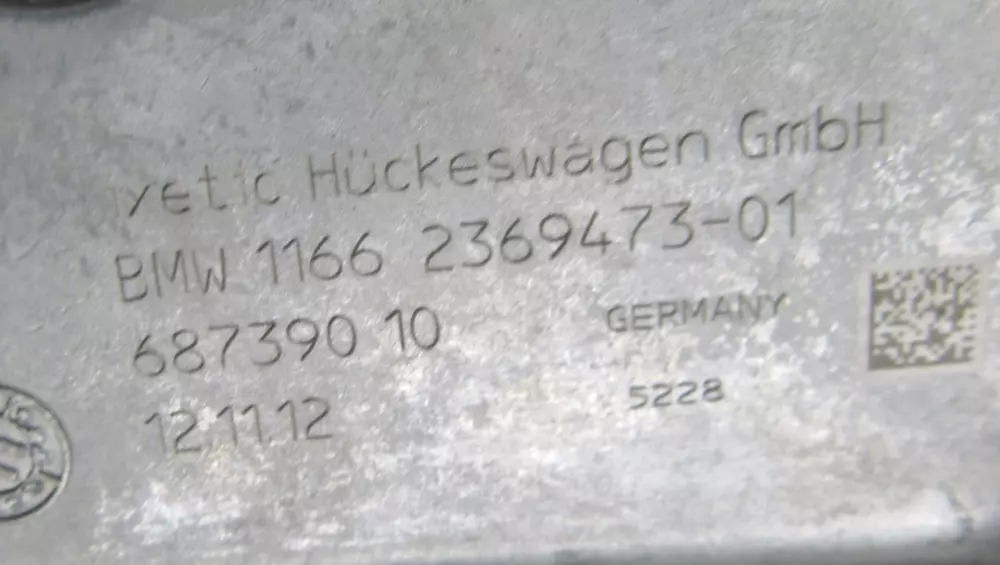 yetic Hückeswagen GmbH
BMW 1166 2369473-01
687390 10
GERMANY
12.11.12
5228